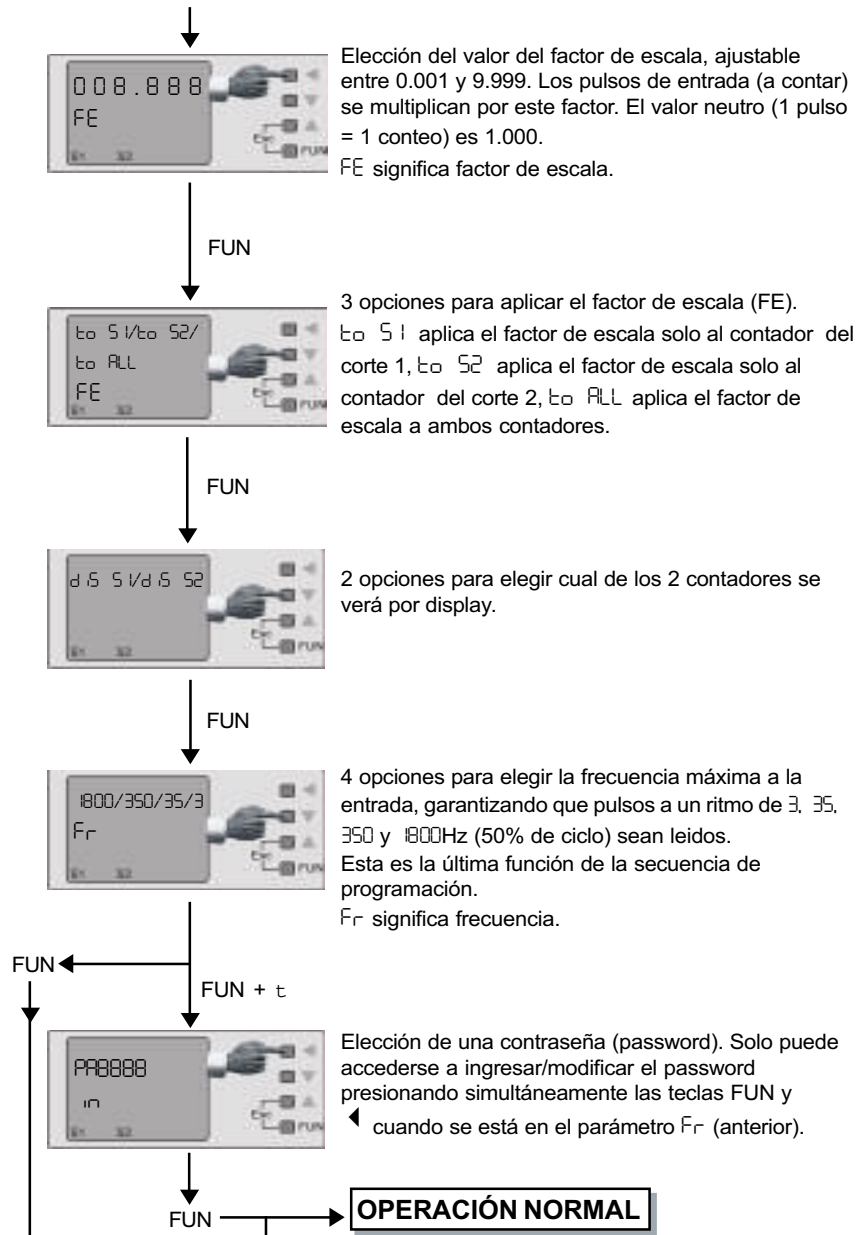 008.888
FE
FUN
Elección del valor del factor de escala, ajustable
entre 0.001 y 9.999. Los pulsos de entrada (a contar)
se multiplican por este factor. El valor neutro (1 pulso
= 1 conteo) es 1.000.
FE significa factor de escala.
FUN
to S1/to S2/
to ALL
FE
FUN
3 opciones para aplicar el factor de escala (FE).
to S1 aplica el factor de escala solo al contador del
corte 1, to S2 aplica el factor de escala solo al
contador del corte 2, to ALL aplica el factor de
escala a ambos contadores.
FUN
diS S1/diS S2
FUN
2 opciones para elegir cual de los 2 contadores se
verá por display.
FUN
1800/350/35/3
Fr
FUN
4 opciones para elegir la frecuencia máxima a la
entrada, garantizando que pulsos a un ritmo de 3, 35,
350 y 1800Hz (50% de ciclo) sean leidos.
Esta es la última función de la secuencia de
programación.
Fr significa frecuencia.
FUN
FUN + t
PA8888
in
FUN
Elección de una contraseña (password). Solo puede
accederse a ingresar/modificar el password
presionando simultáneamente las teclas FUN y
◀ cuando se está en el parámetro Fr (anterior).
FUN
OPERACIÓN NORMAL